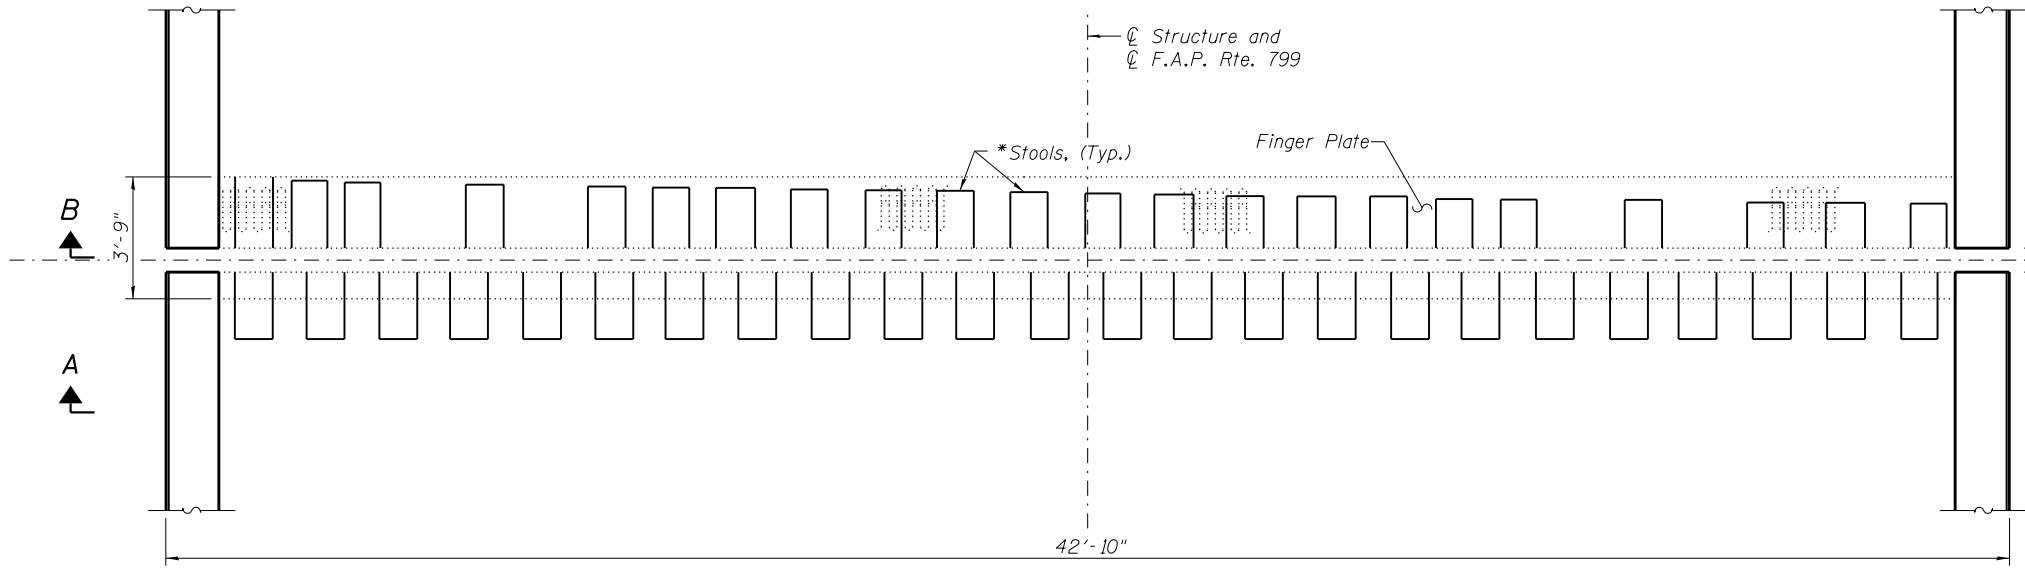 ℄ Structure and
℄ F.A.P. Rte. 799
*Stools, (Typ.)
Finger Plate
B
3'-9"
A
42'-10"